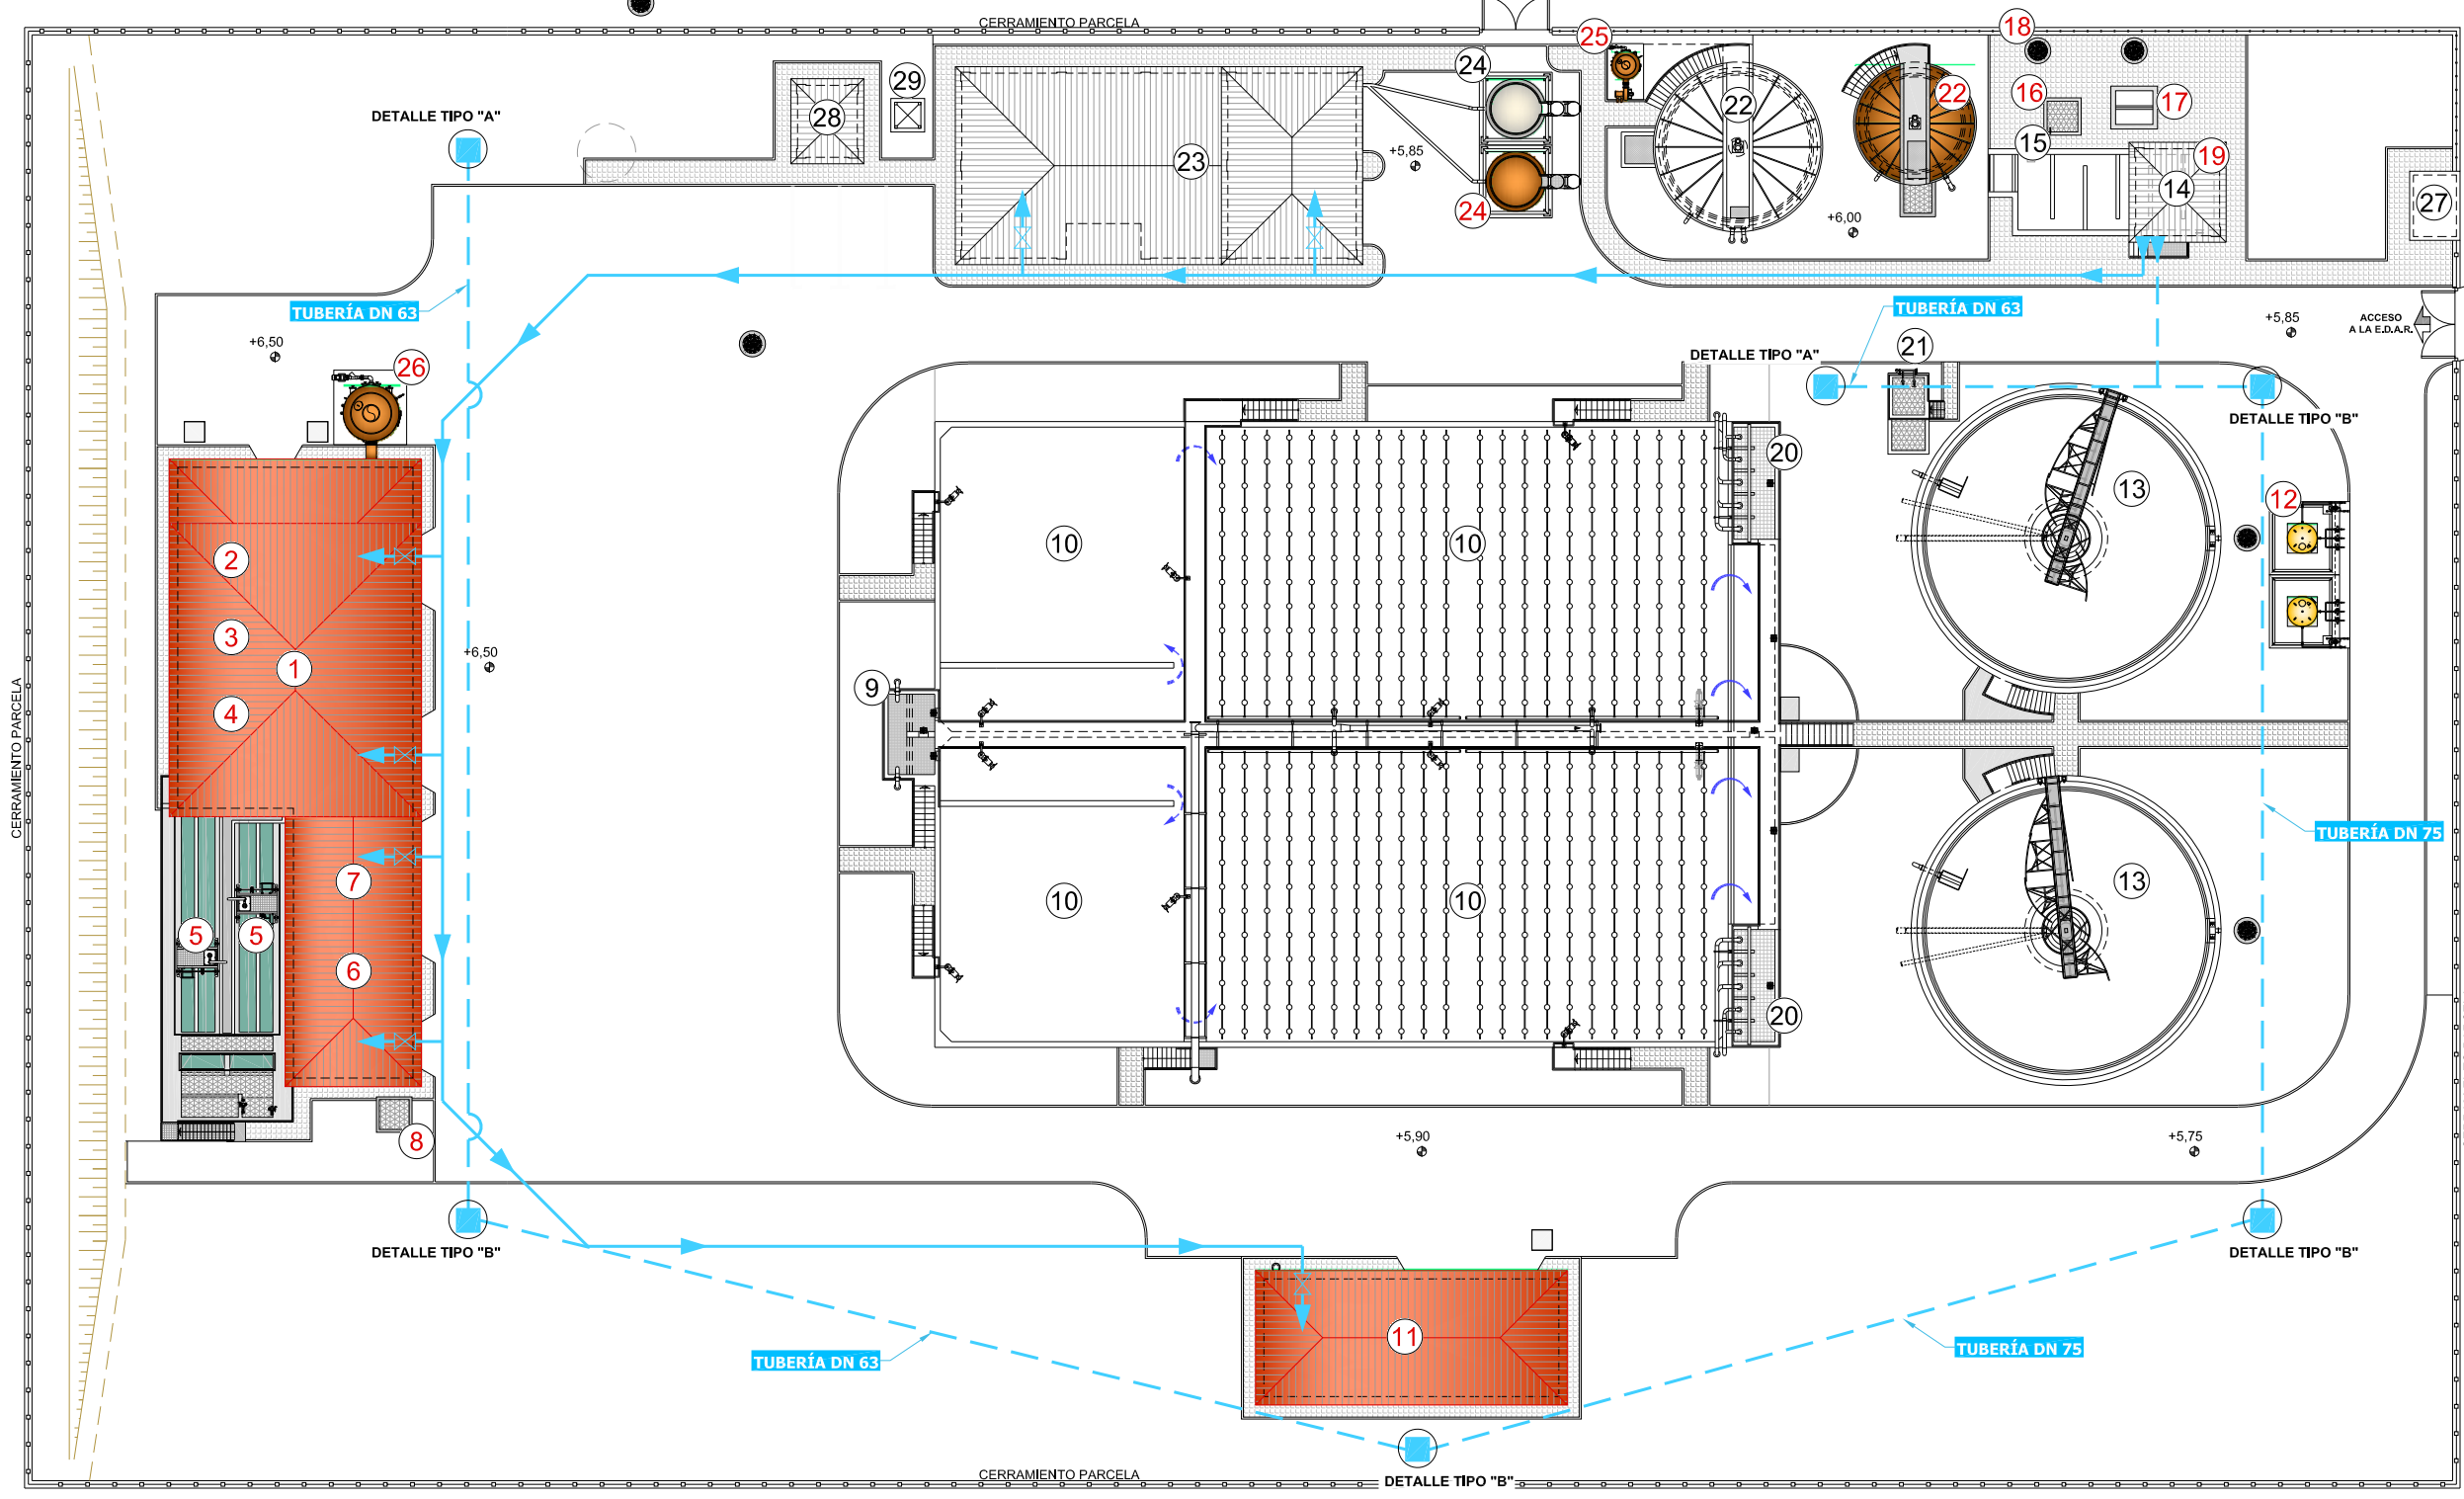 CERRAMIENTO PARCELA
25
18
24
29
DETALLE TIPO "A"
28
22
22
16
17
15
23
+5,85
19
14
24
27
+6,00
TUBERÍA DN 63
TUBERÍA DN 63
+5,85
ACCESO
A LA E.D.A.R.
+6,50
21
DETALLE TIPO "A"
26
DETALLE TIPO "B"
20
13
12
10
10
2
3
+6,50
1
9
4
CERRAMIENTO PARCELA
TUBERÍA DN 75
7
13
10
10
5
5
6
20
8
+5,90
+5,75
DETALLE TIPO "B"
DETALLE TIPO "B"
11
TUBERÍA DN 63
TUBERÍA DN 75
CERRAMIENTO PARCELA
DETALLE TIPO "B"